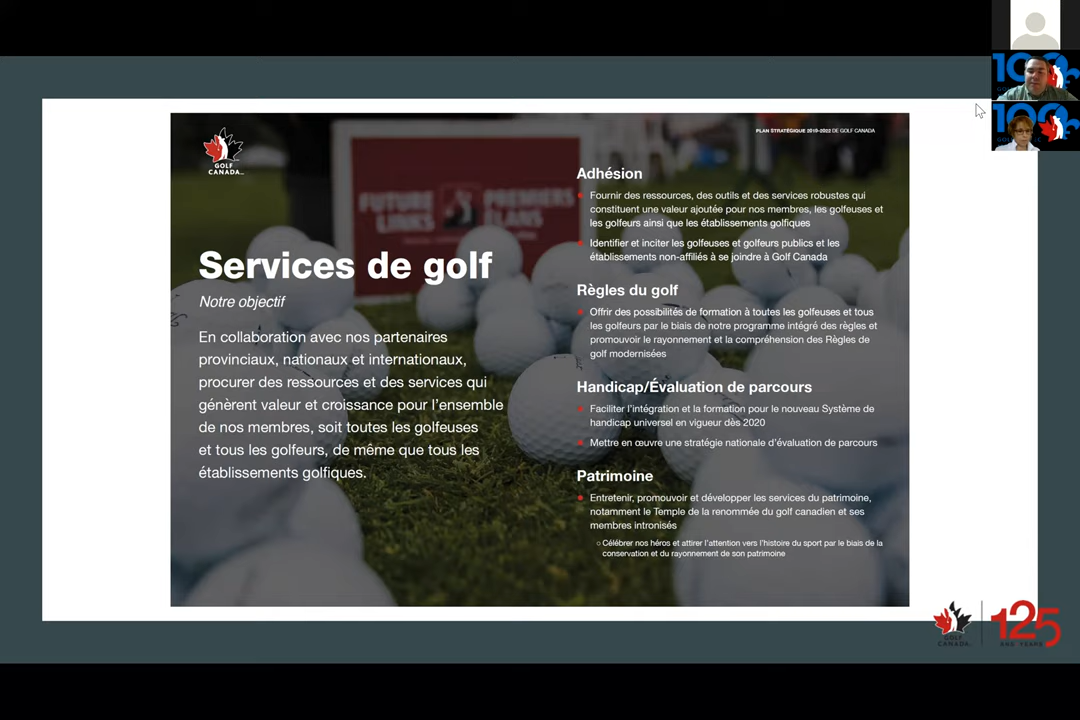 GOLF
CANADA
PLAN STRATÉGIQUE 2019-2022 DE GOLF CANADA
FUTURE
LINKS
PREMIERS
ÉLANS
Services de golf
Notre objectif
En collaboration avec nos partenaires
provinciaux, nationaux et internationaux,
procurer des ressources et des services qui
génèrent valeur et croissance pour l'ensemble
de nos membres, soit toutes les golfeuses
et tous les golfeurs, de même que tous les
établissements golfiques.
Adhésion
Fournir des ressources, des outils et des services robustes qui
constituent une valeur ajoutée pour nos membres, les golfeuses et
les golfeurs ainsi que les établissements golfiques
Identifier et inciter les golfeuses et golfeurs publics et les
établissements non-affiliés à se joindre à Golf Canada
Règles du golf
Offrir des possibilités de formation à toutes les golfeuses et tous
les golfeurs par le biais de notre programme intégré des règles et
promouvoir le rayonnement et la compréhension des Règles de
golf modernisées
Handicap/Évaluation de parcours
Faciliter l'intégration et la formation pour le nouveau Système de
handicap universel en vigueur dès 2020
Mettre en œuvre une stratégie nationale d'évaluation de parcours
Patrimoine
Entretenir, promouvoir et développer les services du patrimoine,
notamment le Temple de la renommée du golf canadien et ses
membres intronisés
Célébrer nos héros et attirer l'attention vers l'histoire du sport par le biais de la
conservation et du rayonnement de son patrimoine
GOLF
CANADA
125
ANS YEARS
100
100